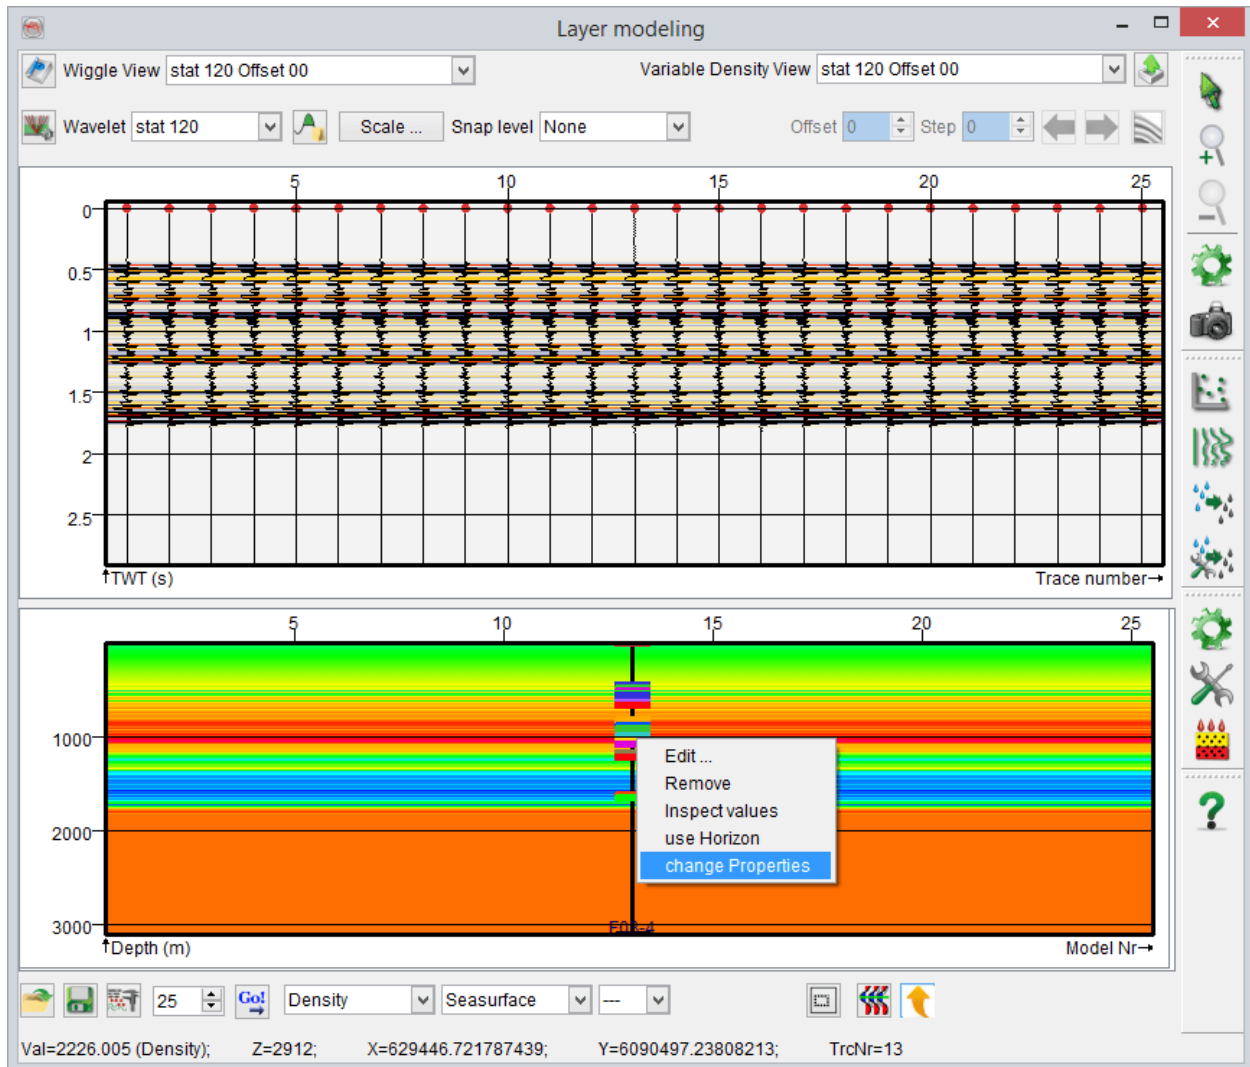 Layer modeling
Wiggle View stat 120 Offset 00 Variable Density View stat 120 Offset 00
Wavelet stat 120 Scale ... Snap level None Offset 0 Step 0
5 10 15 20 25
0
0.5
1
1.5
2
2.5
TWT (s) Trace number
5 10 15 20 25
1000
2000
3000
Edit ...
Remove
Inspect values
use Horizon
change Properties
F03-4
Depth (m) Model Nr
25 Go! Density Seasurface ---
Val=2226.005 (Density); Z=2912; X=629446.721787439; Y=6090497.23808213; TrcNr=13